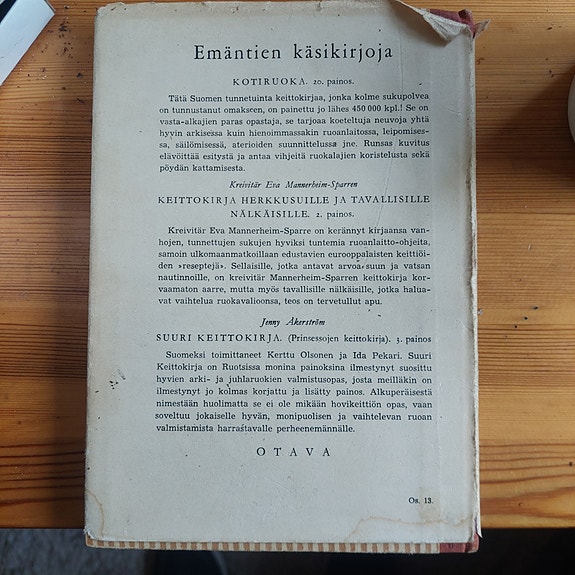 Emäntien käsikirjoja
KOTIRUOKA. 20. painos.
Tätä Suomen tunnetuinta keittokirjaa, jonka kolme sukupolvea
on tunnustanut omakseen, on painettu jo lähes 450 000 kpl.! Se on
vasta-alkajien paras opastaja, se tarjoaa koeteltuja neuvoja yhtä
hyvin arkisessa kuin hienoimmassakin ruoanlaitossa, leipomises-
sa, säilömisessä, aterioiden suunnittelussa jne. Runsas kuvitus
elävöittää esitystä ja antaa vihjeitä ruokalajien koristelusta sekä
pöydän kattamisesta.
Kreivitär Eva Mannerheim-Sparren
KEITTOKIRJA HERKKUSUILLE JA TAVALLISILLE
NÄLKÄISILLE. 2. painos.
Kreivitär Eva Mannerheim-Sparre on kerännyt kirjaansa van-
hojen, tunnettujen sukujen hyviksi tuntemia ruoanlaitto-ohjeita,
samoin ulkomaanmatkoillaan edustavien eurooppalaisten keittiöi-
den »reseptejä». Sellaisille, jotka antavat arvoa suun ja vatsan
nautinnoille, on kreivitär Mannerheim-Sparren keittokirja kor-
vaamaton aarre, mutta myös tavallisille nälkäisille, jotka halua-
vat vaihtelua ruokavalioonsa, teos on tervetullut apu.
Jenny Åkerström
SUURI KEITTOKIRJA. (Prinsessojen keittokirja). 3. painos
Suomeksi toimittaneet Kerttu Olsonen ja Ida Pekari. Suuri
Keittokirja on Ruotsissa monina painoksina ilmestynyt suosittu
hyvien arki- ja juhlaruokien valmistusopas, josta meilläkin on
ilmestynyt jo kolmas korjattu ja lisätty painos. Alkuperäisestä
nimestään huolimatta se ei ole mikään hovikeittiön opas, vaan
soveltuu jokaiselle hyvän, monipuolisen ja vaihtelevan ruoan
valmistamista harrastavalle perheenemännälle.
OTAVA
Os. 13.